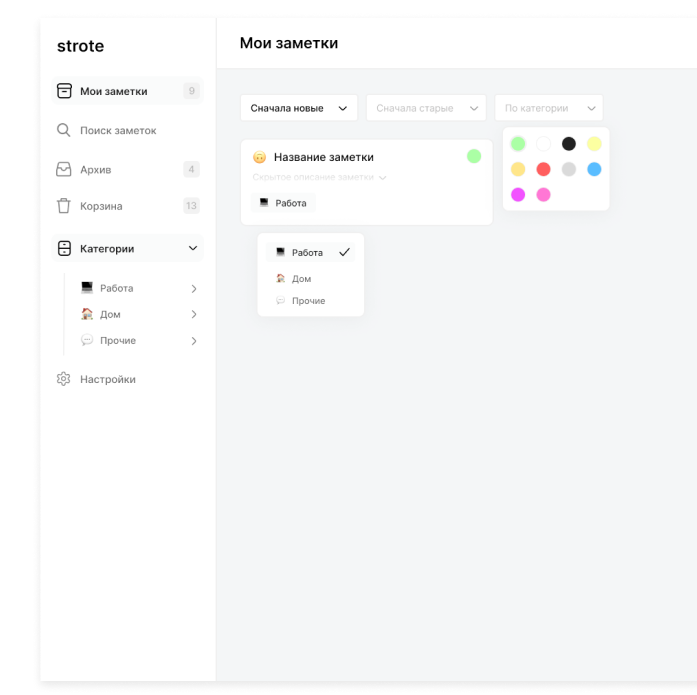 strote
Мои заметки
Мои заметки 9
Поиск заметок
Архив 4
Корзина 13
Категории
Работа
Дом
Прочие
Настройки
Сначала новые
Сначала старые
По категории
Название заметки
Скрытое описание заметки
Работа
Работа
Дом
Прочие